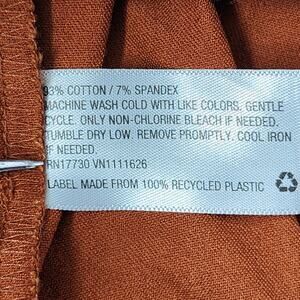 93% COTTON / 7% SPANDEX
MACHINE WASH COLD WITH LIKE COLORS, GENTLE
CYCLE. ONLY NON-CHLORINE BLEACH IF NEEDED.
TUMBLE DRY LOW. REMOVE PROMPTLY. COOL IRON
IF NEEDED.
RN17730 VN1111626
LABEL MADE FROM 100% RECYCLED PLASTIC